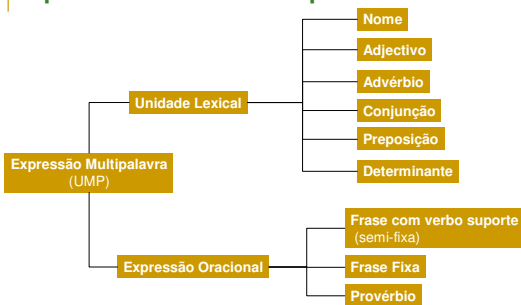 Nome
Adjectivo
Advérbio
Unidade Lexical
Conjunção
Preposição
Expressão Multipalavra
(UMP)
Determinante
Frase com verbo suporte
(semi-fixa)
Expressão Oracional
Frase Fixa
Provérbio